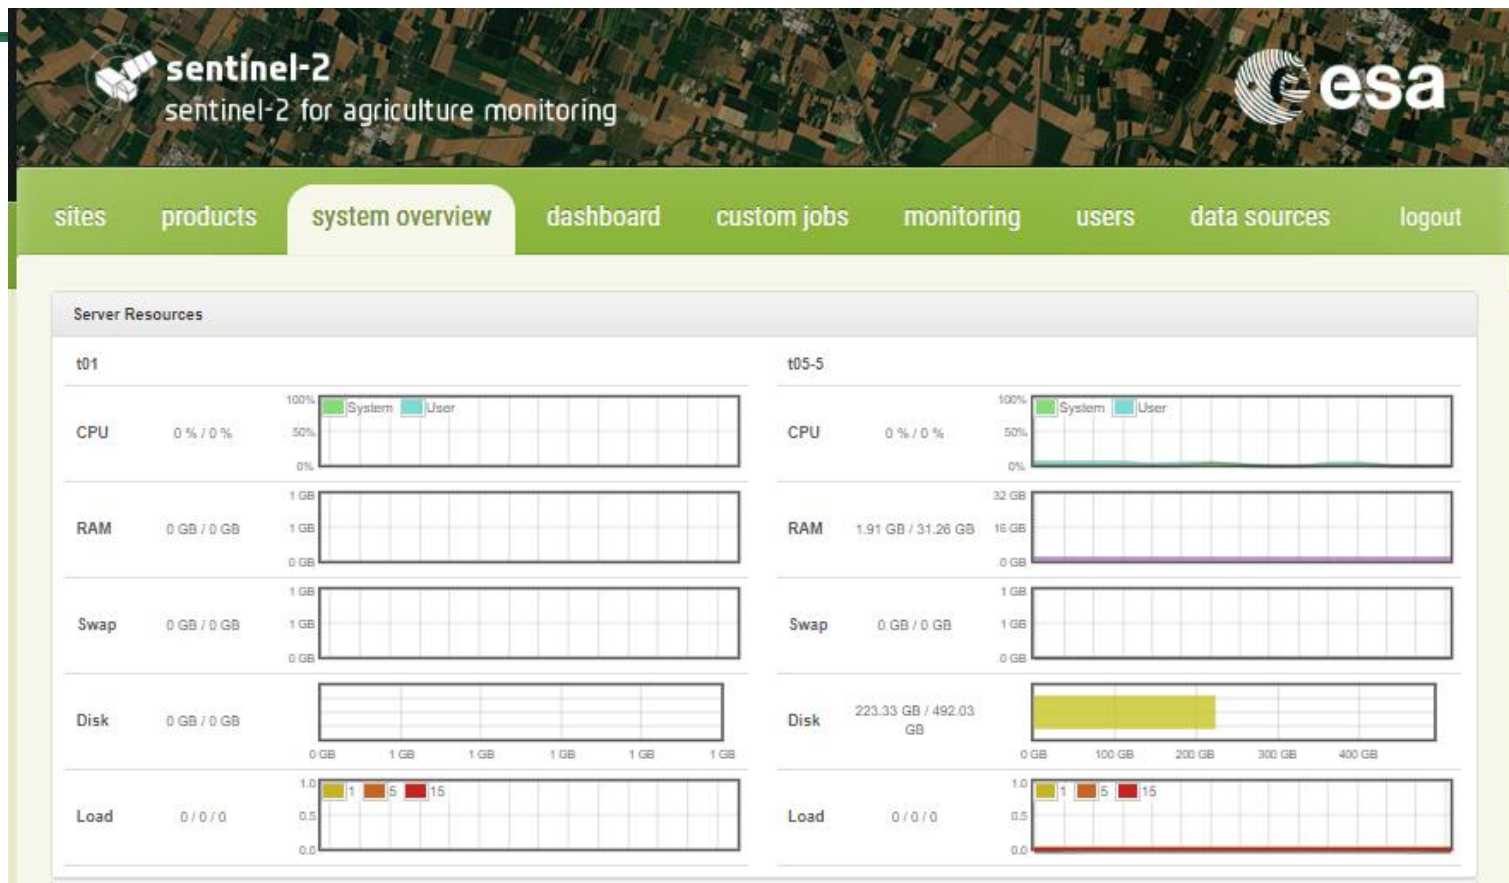 sentinel-2
sentinel-2 for agriculture monitoring
esa
sites products system overview dashboard custom jobs monitoring users data sources logout
Server Resources
t01
CPU 0 % / 0 %
100%
50%
0%
System User
RAM 0 GB / 0 GB
1 GB
1 GB
0 GB
Swap 0 GB / 0 GB
1 GB
1 GB
0 GB
Disk 0 GB / 0 GB
0 GB 1 GB 1 GB 1 GB 1 GB 1 GB
Load 0 / 0 / 0
1.0
0.5
0.0
1 5 15
t05-5
CPU 0 % / 0 %
100%
50%
0%
System User
RAM 1.91 GB / 31.26 GB
32 GB
16 GB
0 GB
Swap 0 GB / 0 GB
1 GB
1 GB
0 GB
Disk 223.33 GB / 492.03
GB
0 GB 100 GB 200 GB 300 GB 400 GB
Load 0 / 0 / 0
1.0
0.5
0.0
1 5 15